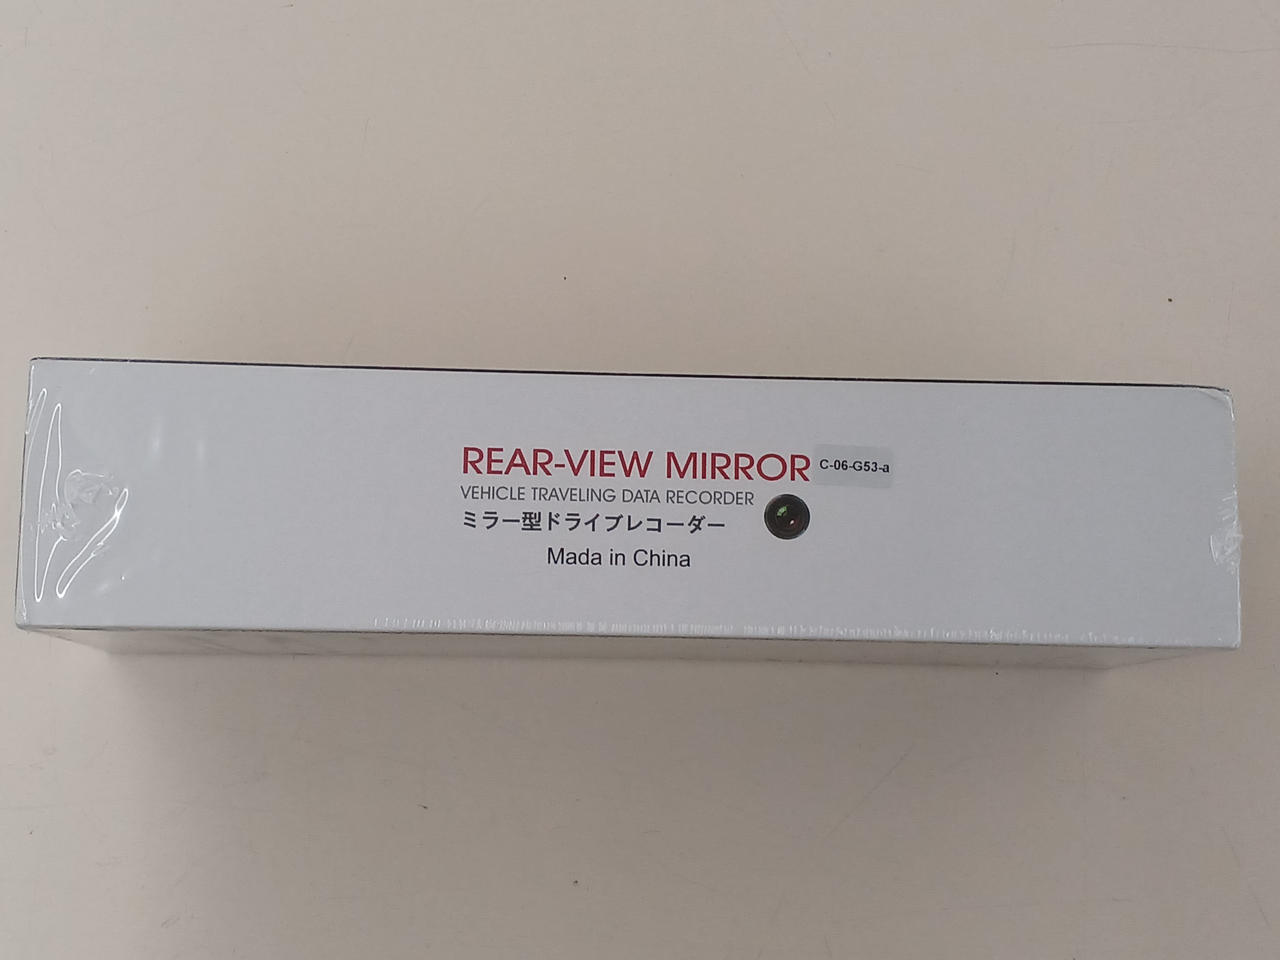 REAR-VIEW MIRROR
C-06-G53-a
VEHICLE TRAVELING DATA RECORDER
ミラー型ドライブレコーダー
Mada in China